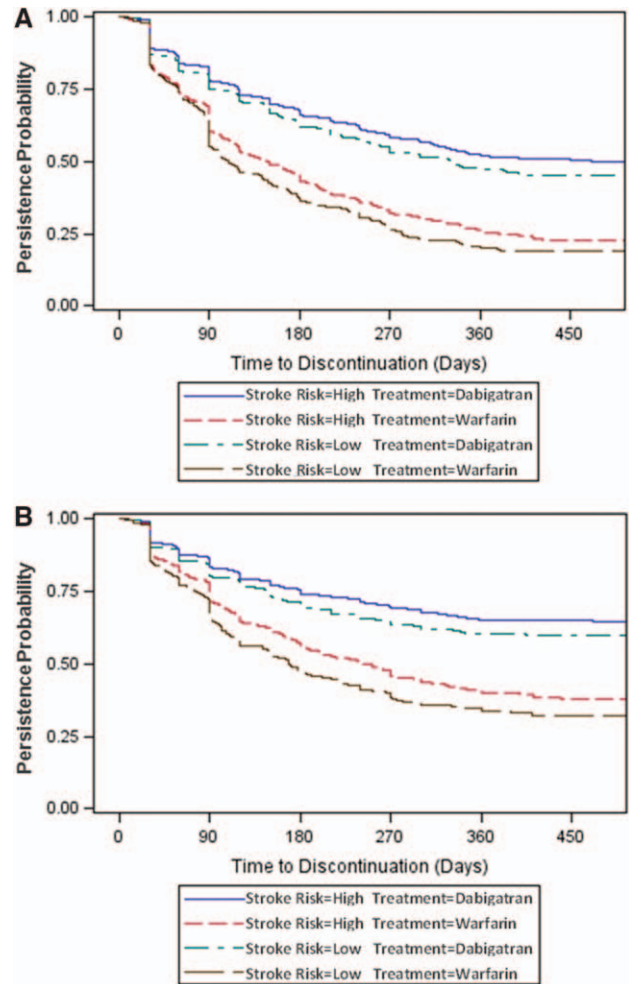 A
1.00
0.75
0.50
0.25
0.00
Persistence Probability
0 90 180 270 360 450
Time to Discontinuation (Days)
Stroke Risk=High Treatment=Dabigatran
Stroke Risk=High Treatment=Warfarin
Stroke Risk=Low Treatment=Dabigatran
Stroke Risk=Low Treatment=Warfarin
B
1.00
0.75
0.50
0.25
0.00
Persistence Probability
0 90 180 270 360 450
Time to Discontinuation (Days)
Stroke Risk=High Treatment=Dabigatran
Stroke Risk=High Treatment=Warfarin
Stroke Risk=Low Treatment=Dabigatran
Stroke Risk=Low Treatment=Warfarin